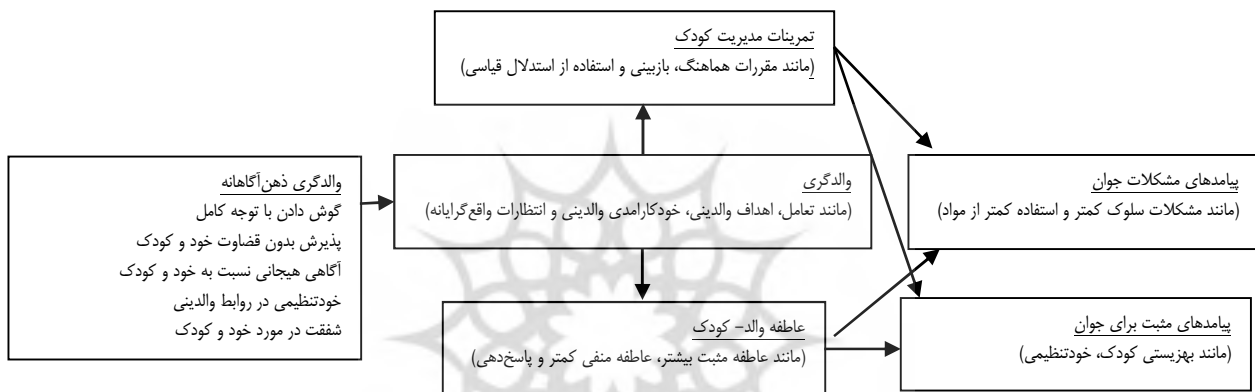 تمرینات مدیریت کودک
(مانند مقررات هماهنگ، بازبینی و استفاده از استدلال قیاسی)
والدگری ذهن‌آگاهانه
گوش دادن با توجه کامل
پذیرش بدون قضاوت خود و کودک
آگاهی هیجانی نسبت به خود و کودک
خودتنظیمی در روابط والدینی
شفقت در مورد خود و کودک
والدگری
(مانند تعامل، اهداف والدینی، خودکارامدی والدینی و انتظارات واقع‌گرایانه)
پیامدهای مشکلات جوان
(مانند مشکلات سلوک کمتر و استفاده کمتر از مواد)
عاطفه والد- کودک
(مانند عاطفه مثبت بیشتر، عاطفه منفی کمتر و پاسخ‌دهی)
پیامدهای مثبت برای جوان
(مانند بهزیستی کودک، خودتنظیمی)